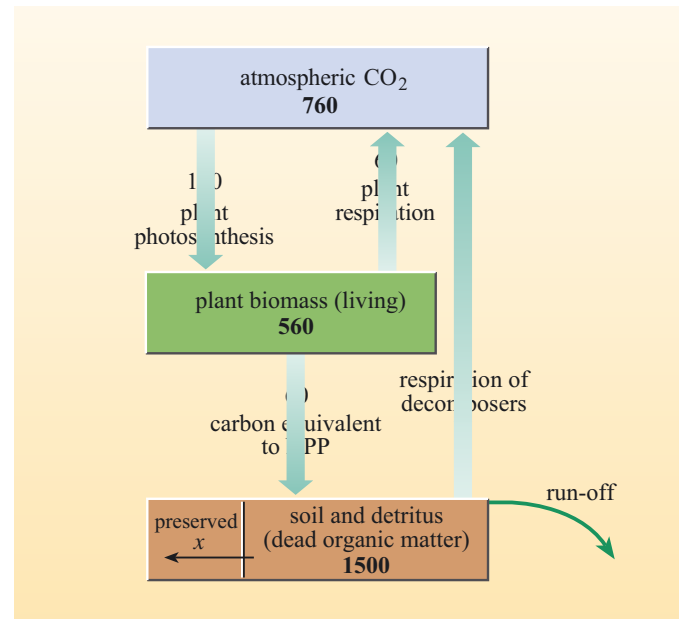 atmospheric CO₂
760
plant
photosynthesis
plant
respiration
plant biomass (living)
560
carbon equivalent
to NPP
respiration of
decomposers
run-off
preserved
x
soil and detritus
(dead organic matter)
1500